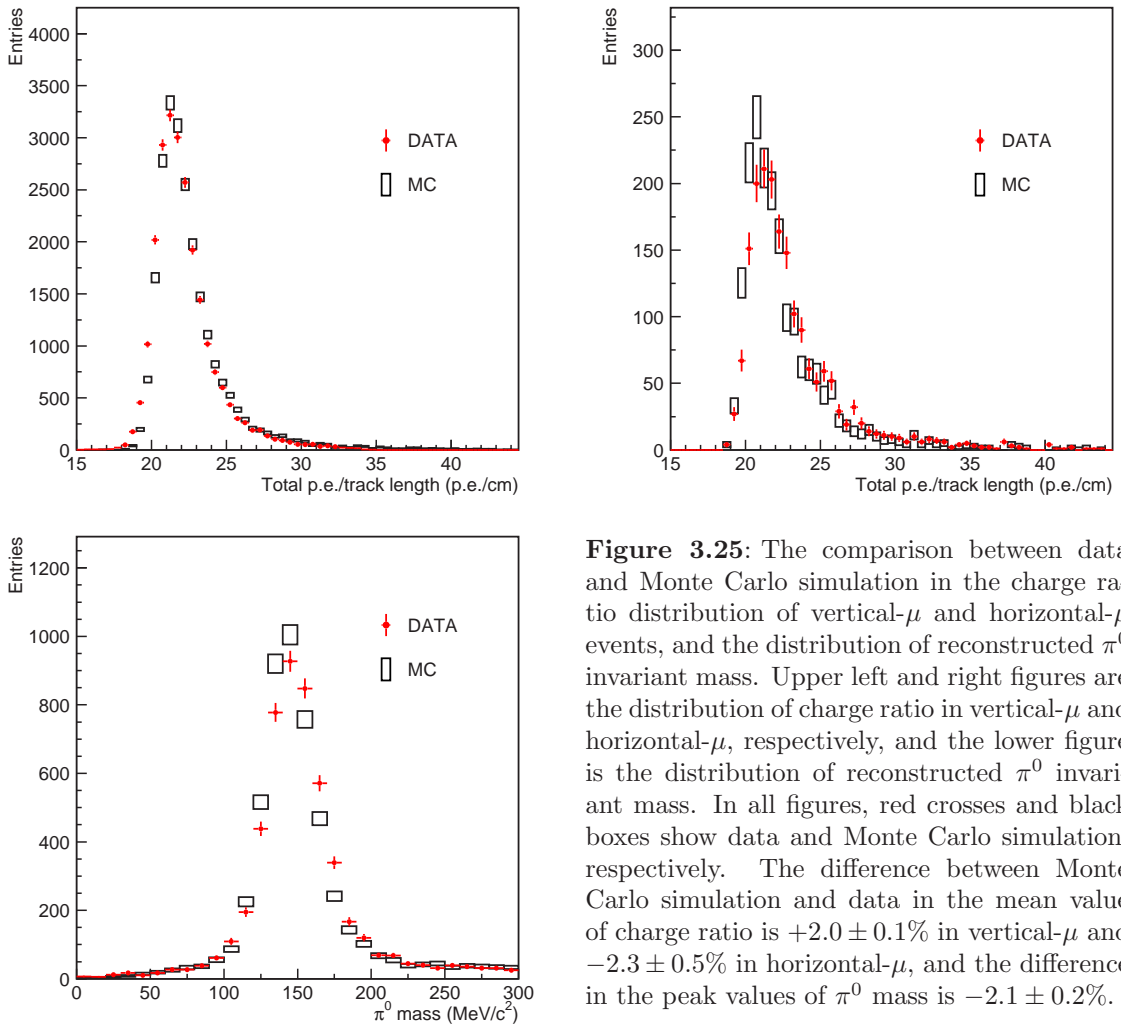 Entries
4000
3500
3000
2500
2000
1500
1000
500
0
15 20 25 30 35 40
Total p.e./track length (p.e./cm)
DATA
MC
Entries
300
250
200
150
100
50
0
15 20 25 30 35 40
Total p.e./track length (p.e./cm)
DATA
MC
Entries
1200
1000
800
600
400
200
0
0 50 100 150 200 250 300
π⁰ mass (MeV/c²)
DATA
MC
Figure 3.25: The comparison between data
and Monte Carlo simulation in the charge ra-
tio distribution of vertical-μ and horizontal-μ
events, and the distribution of reconstructed π⁰
invariant mass. Upper left and right figures are
the distribution of charge ratio in vertical-μ and
horizontal-μ, respectively, and the lower figure
is the distribution of reconstructed π⁰ invari-
ant mass. In all figures, red crosses and black
boxes show data and Monte Carlo simulation
respectively. The difference between Monte
Carlo simulation and data in the mean value
of charge ratio is +2.0 ± 0.1% in vertical-μ and
−2.3 ± 0.5% in horizontal-μ, and the difference
in the peak values of π⁰ mass is −2.1 ± 0.2%.